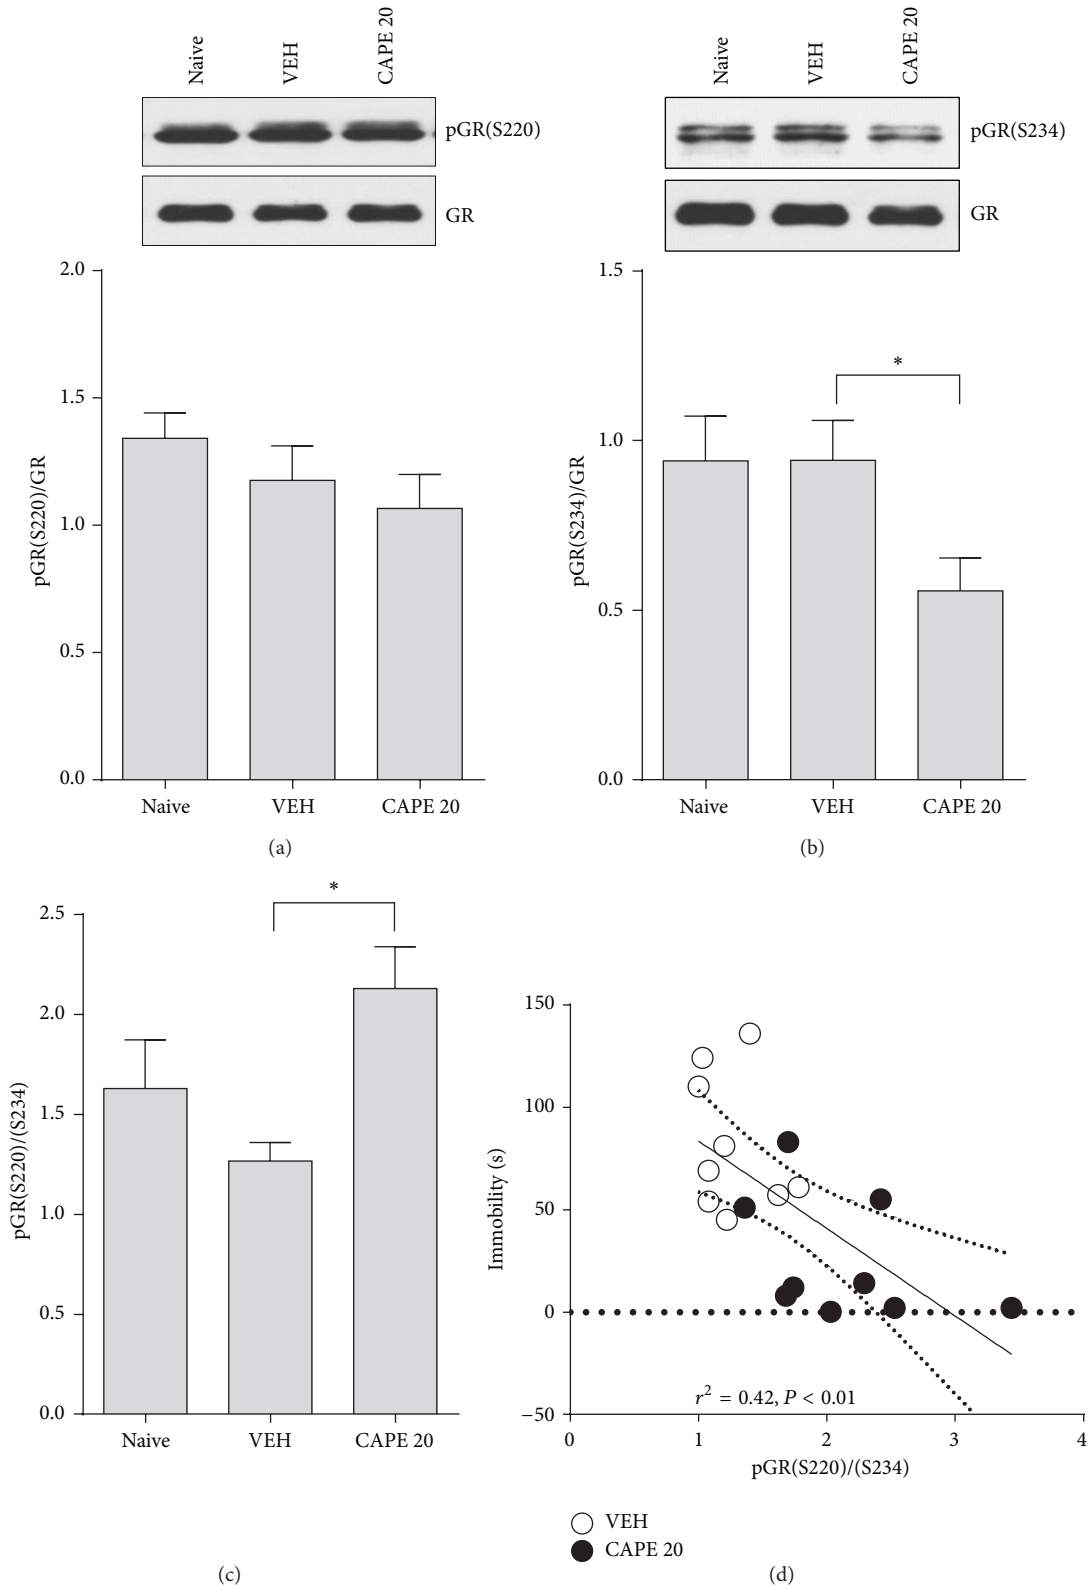 Naive
VEH
CAPE 20
pGR(S220)
GR
2.0
1.5
1.0
0.5
0.0
pGR(S220)/GR
Naive VEH CAPE 20
(a)
Naive
VEH
CAPE 20
pGR(S234)
GR
1.5
*
1.0
0.5
0.0
pGR(S234)/GR
Naive VEH CAPE 20
(b)
*
2.5
2.0
1.5
1.0
0.5
0.0
pGR(S220)/(S234)
Naive VEH CAPE 20
(c)
150
100
50
0
−50
Immobility (s)
r² = 0.42, P < 0.01
0 1 2 3 4
pGR(S220)/(S234)
VEH
CAPE 20
(d)